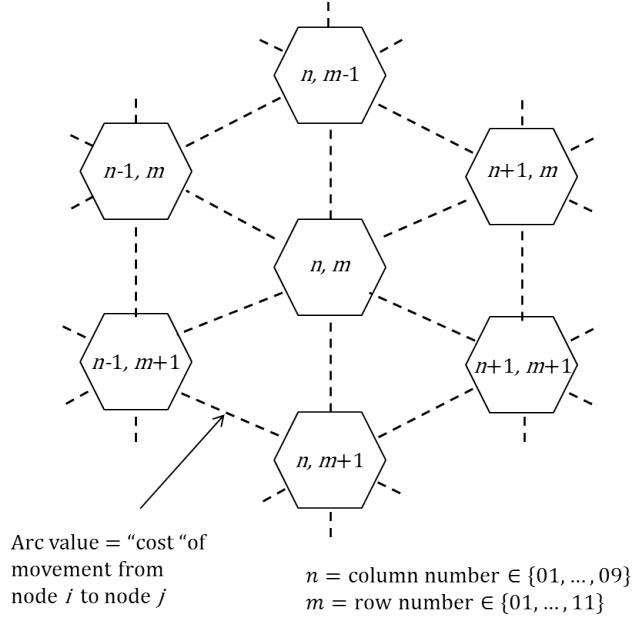 n, m-1
n-1, m
n+1, m
n, m
n-1, m+1
n+1, m+1
n, m+1
Arc value = “cost “of
movement from
node i to node j
n = column number ∈ {01, ... , 09}
m = row number ∈ {01, ... , 11}